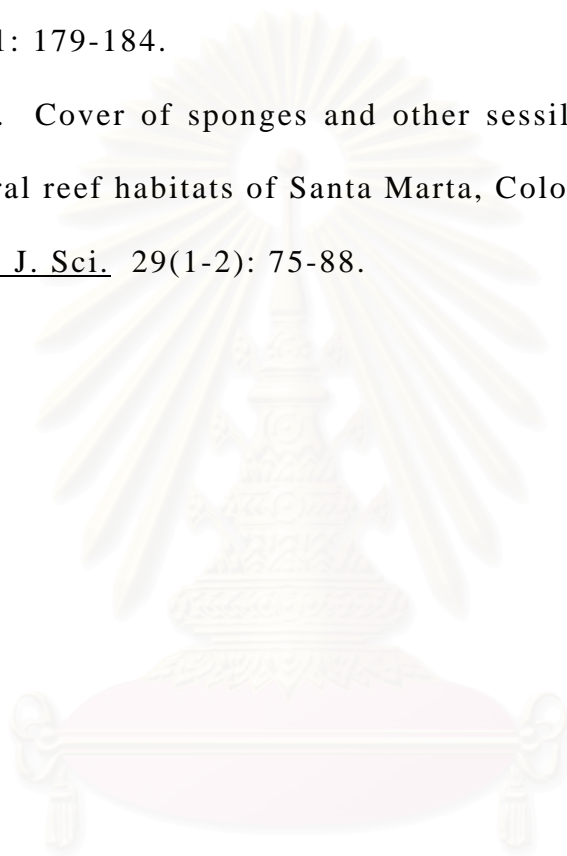 1: 179-184.
. Cover of sponges and other sessil
ral reef habitats of Santa Marta, Colo
J. Sci. 29(1-2): 75-88.